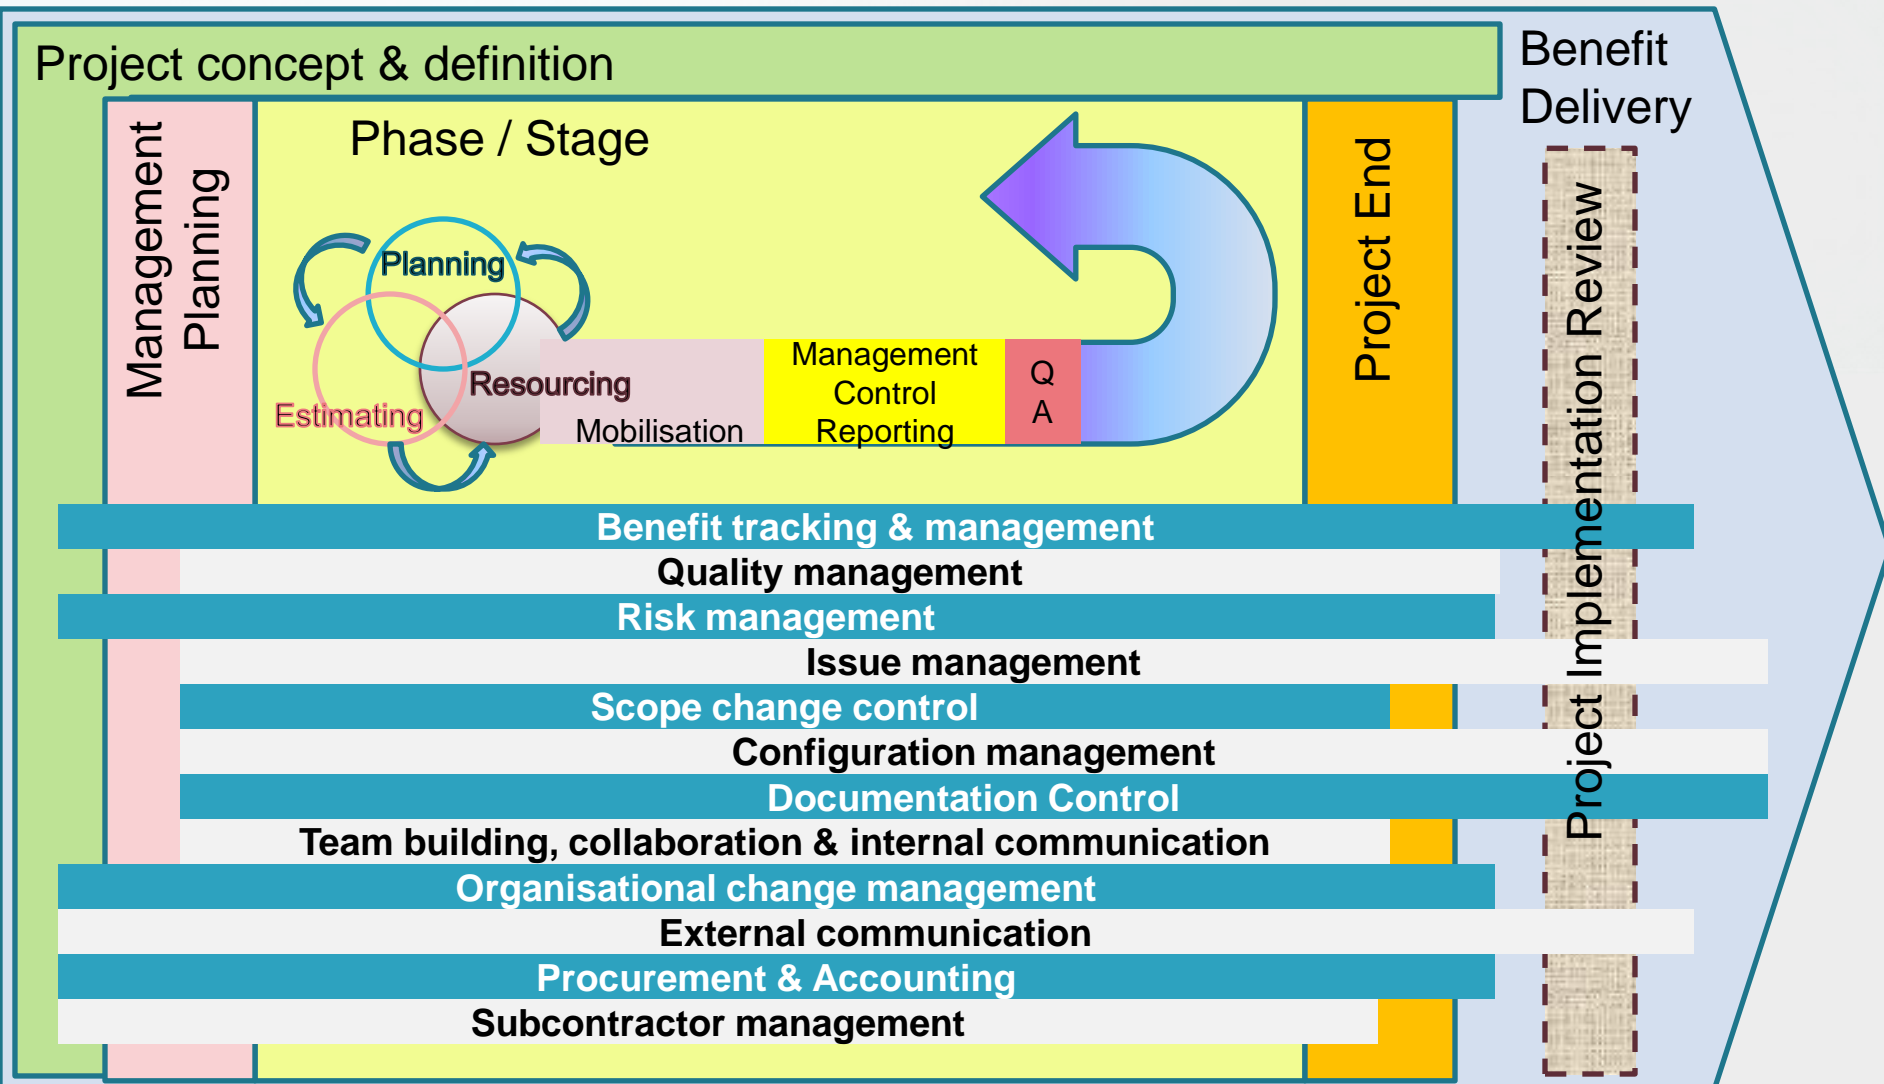 Project concept & definition
Benefit
Delivery
Management
Planning
Phase / Stage
Project End
Project Implementation Review
Planning
Resourcing
Estimating
Mobilisation
Management
Control
Reporting
Q
A
Benefit tracking & management
Quality management
Risk management
Issue management
Scope change control
Configuration management
Documentation Control
Team building, collaboration & internal communication
Organisational change management
External communication
Procurement & Accounting
Subcontractor management